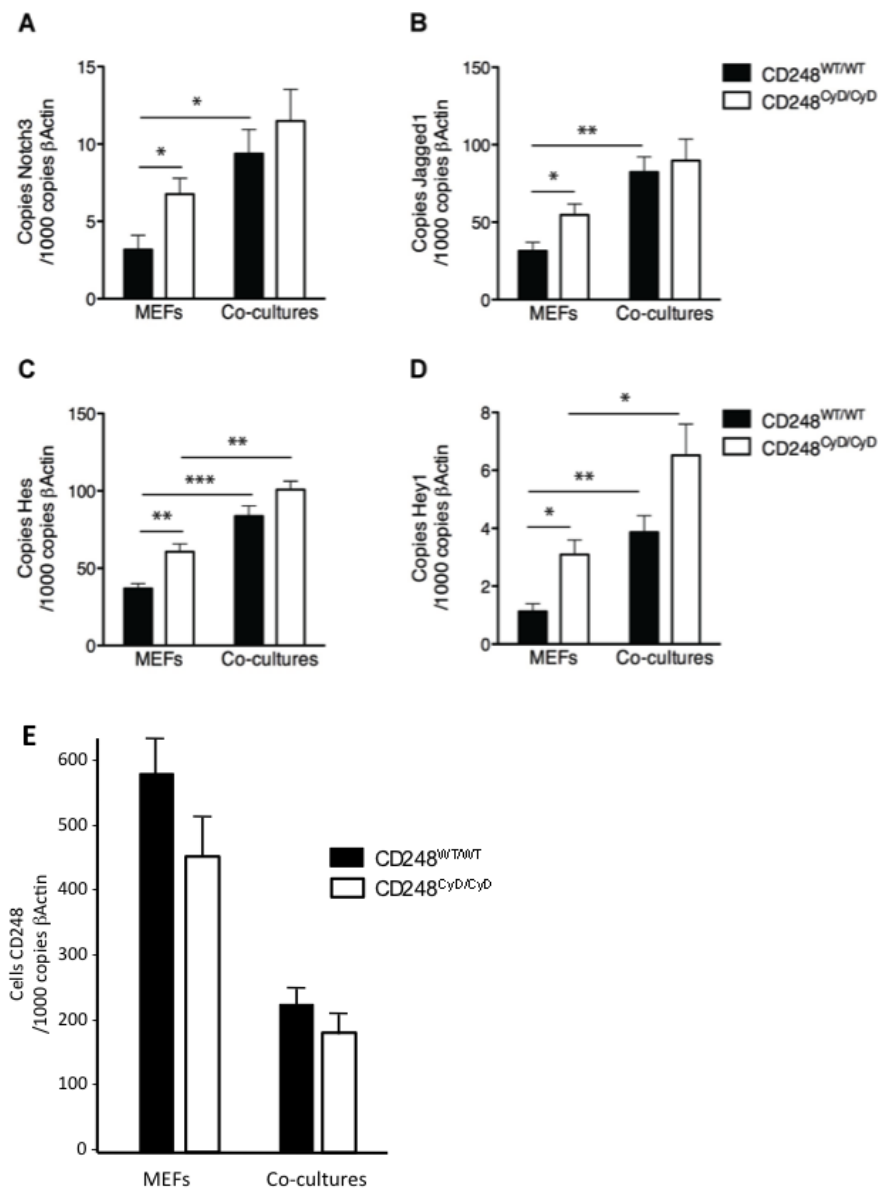 A
Copies Notch3
/1000 copies βActin
15
10
5
0
*
*
MEFs
Co-cultures
B
Copies Jagged1
/1000 copies βActin
150
100
50
0
**
*
MEFs
Co-cultures
CD248WT/WT
CD248CyD/CyD
C
Copies Hes
/1000 copies βActin
150
100
50
0
**
***
**
MEFs
Co-cultures
D
Copies Hey1
/1000 copies βActin
8
6
4
2
0
*
**
*
MEFs
Co-cultures
CD248WT/WT
CD248CyD/CyD
E
Cells CD248
/1000 copies βActin
600
500
400
300
200
100
0
MEFs
Co-cultures
CD248WT/WT
CD248CyD/CyD